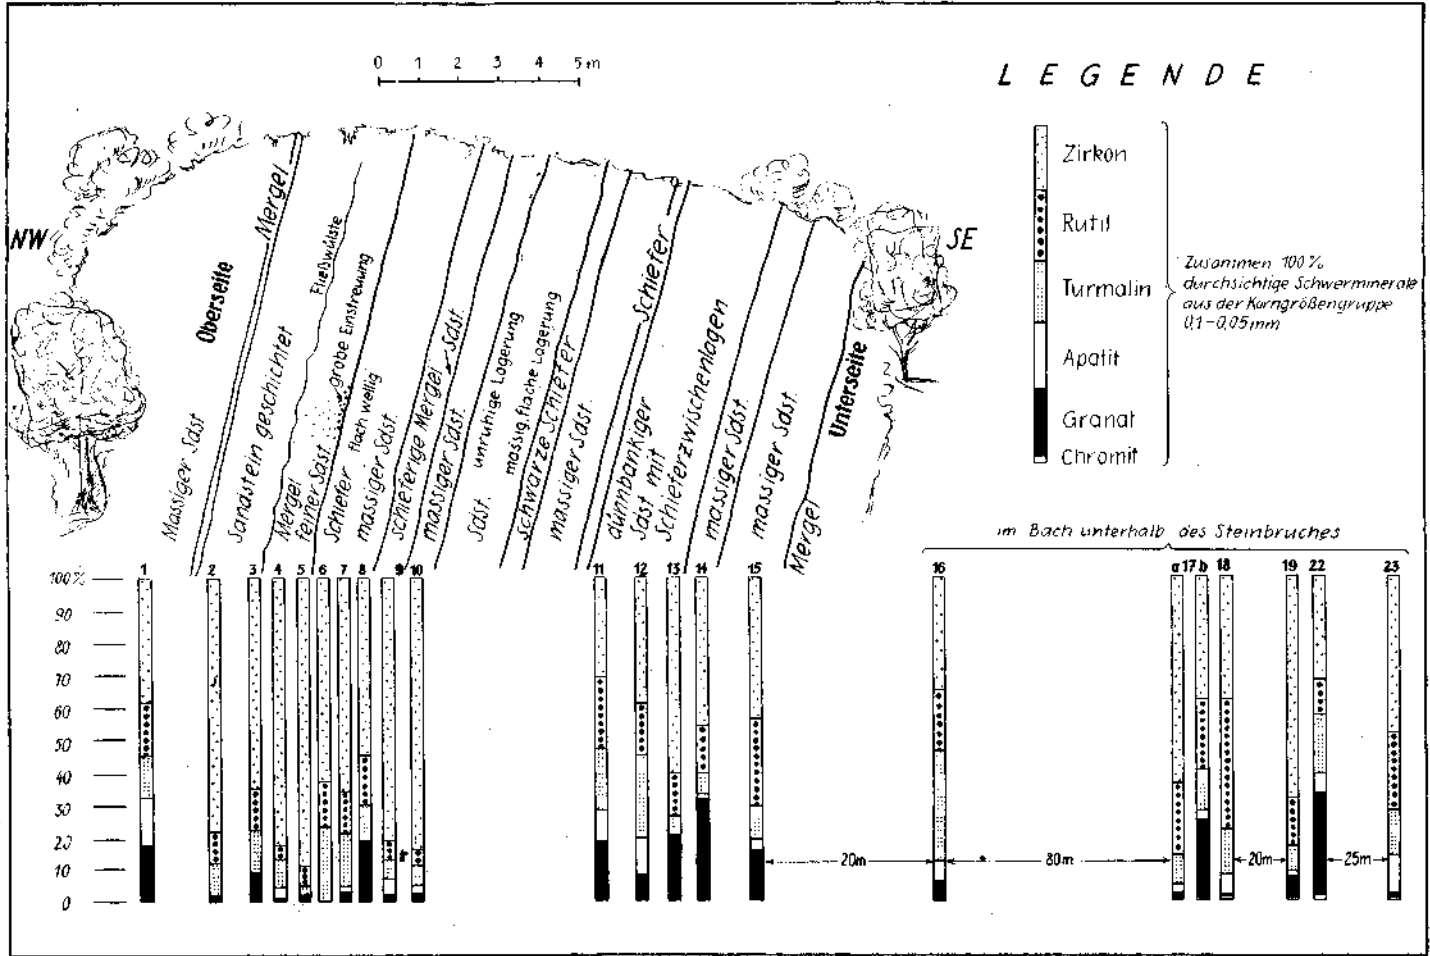 0 1 2 3 4 5m
LEGENDE
Zirkon
Rutil
Turmalin
Apatit
Granat
Chromit
Zusammen 100%
durchsichtige Schwerminerale
aus der Korngrößengruppe
0,1-0,05mm
NW
SE
Oberseite
Unterseite
Massiger Sdst
Mergel
Sandstein geschichtet
Fließwülste
Mergel
feiner Sdst.
grobe Einstreuung
Schiefer flach wellig
massiger Sdst.
schieferige Mergel
Sdst.
massiger Sdst.
Sdst. unruhige Lagerung
massig, flache Lagerung
schwarze Schiefer
massiger Sdst.
Schiefer
dünnbankiger
Sdst mit
Schieferzwischenlagen
massiger Sdst.
massiger Sdst.
Mergel
im Bach unterhalb des Steinbruches
1 2 3 4 5 6 7 8 9 10 11 12 13 14 15 16 a 17 b 18 19 22 23
100%
90
80
70
60
50
40
30
20
10
0
20m
80m
20m
25m